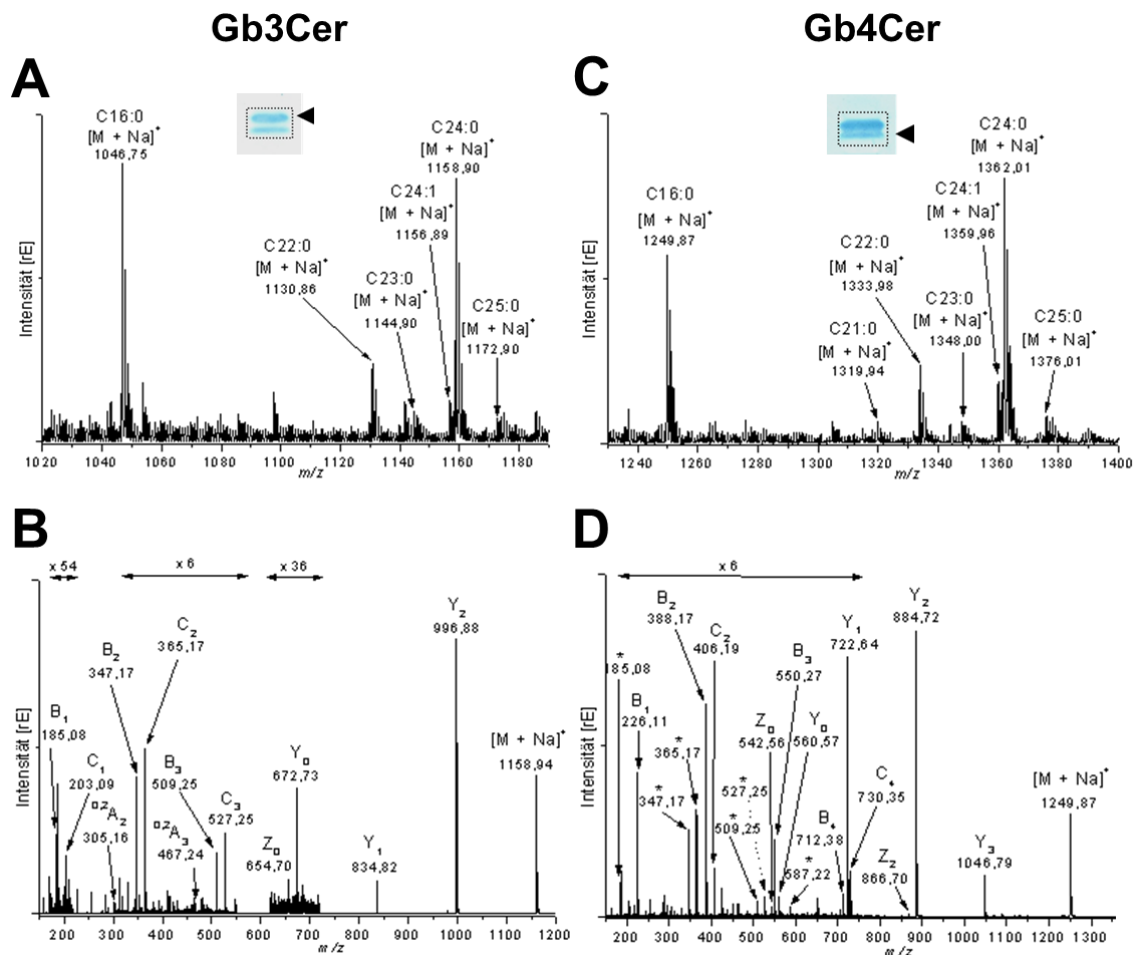 Gb3Cer
Gb4Cer
A
C16:0
[M + Na]⁺
1046,75
C22:0
[M + Na]⁺
1130,86
C23:0
[M + Na]⁺
1144,90
C24:1
[M + Na]⁺
1156,89
C24:0
[M + Na]⁺
1158,90
C25:0
[M + Na]⁺
1172,90
Intensität [rE]
1020 1040 1060 1080 1100 1120 1140 1160 1180
m/z
C
C16:0
[M + Na]⁺
1249,87
C21:0
[M + Na]⁺
1319,94
C22:0
[M + Na]⁺
1333,98
C23:0
[M + Na]⁺
1348,00
C24:1
[M + Na]⁺
1359,96
C24:0
[M + Na]⁺
1362,01
C25:0
[M + Na]⁺
1376,01
Intensität [rE]
1240 1260 1280 1300 1320 1340 1360 1380 1400
m/z
B
x 54
x 6
x 36
B₁
185,08
C₁
203,09
⁰,²A₂
305,16
B₂
347,17
C₂
365,17
⁰,²A₃
467,24
B₃
509,25
C₃
527,25
Z₀
654,70
Y₀
672,73
Y₁
834,82
Y₂
996,88
[M + Na]⁺
1158,94
Intensität [rE]
200 300 400 500 600 700 800 900 1000 1100 1200
m/z
D
x 6
*
185,08
B₁
226,11
*
347,17
*
365,17
B₂
388,17
C₂
406,19
*
509,25
*
527,25
Z₀
542,56
B₃
550,27
Y₀
560,57
*
587,22
B₄
712,38
Y₁
722,64
C₄
730,35
Z₂
866,70
Y₂
884,72
Y₃
1046,79
[M + Na]⁺
1249,87
Intensität [rE]
200 300 400 500 600 700 800 900 1000 1100 1200 1300
m/z